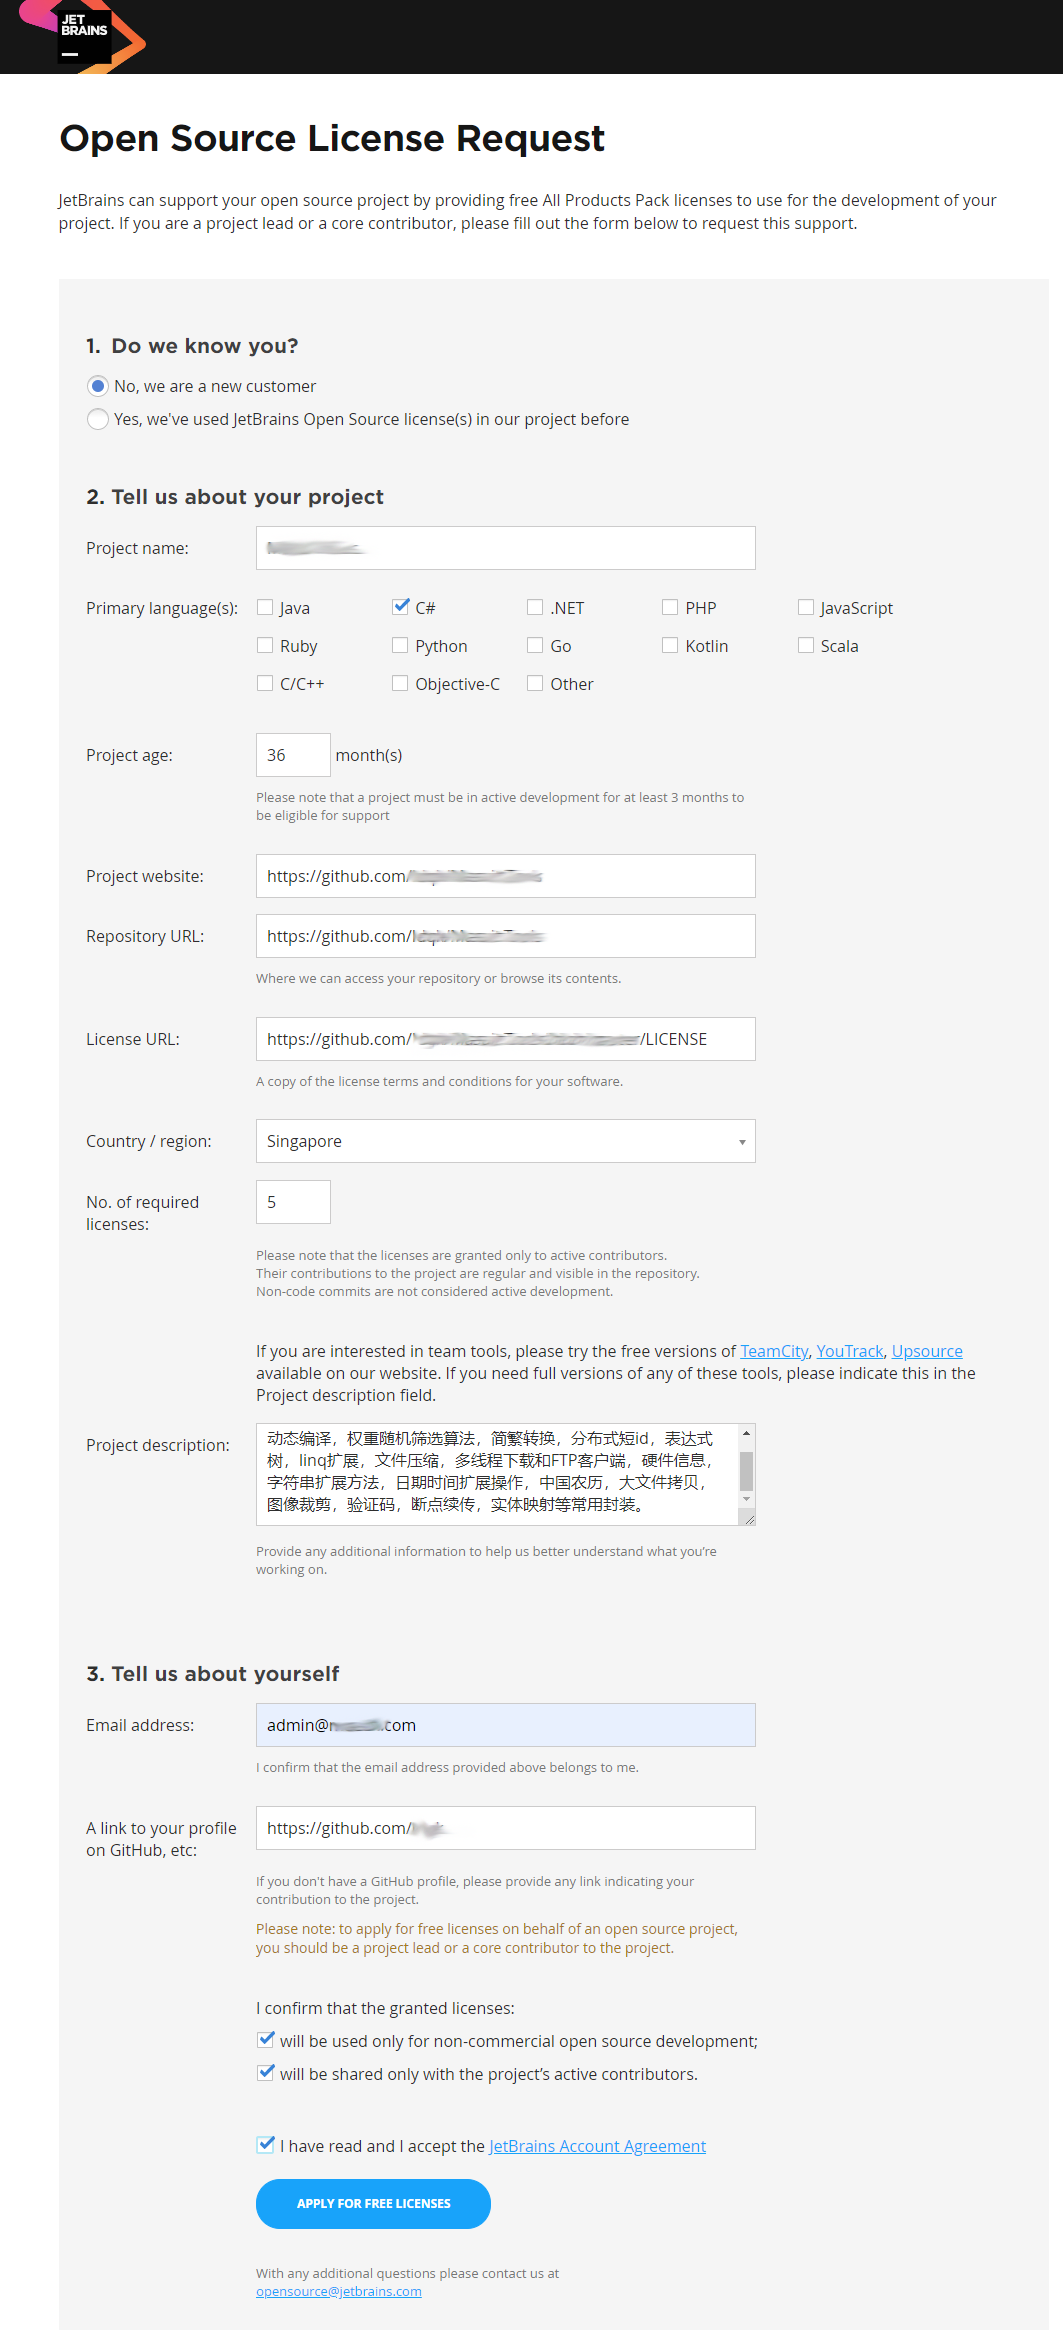 JET
BRAINS
Open Source License Request
JetBrains can support your open source project by providing free All Products Pack licenses to use for the development of your
project. If you are a project lead or a core contributor, please fill out the form below to request this support.
1. Do we know you?
No, we are a new customer
Yes, we've used JetBrains Open Source license(s) in our project before
2. Tell us about your project
Project name:
Primary language(s): Java C# .NET PHP JavaScript
Ruby Python Go Kotlin Scala
C/C++ Objective-C Other
Project age: 36 month(s)
Please note that a project must be in active development for at least 3 months to
be eligible for support
Project website: https://github.com/
Repository URL: https://github.com/
Where we can access your repository or browse its contents.
License URL: https://github.com/ /LICENSE
A copy of the license terms and conditions for your software.
Country / region: Singapore
No. of required
licenses: 5
Please note that the licenses are granted only to active contributors.
Their contributions to the project are regular and visible in the repository.
Non-code commits are not considered active development.
If you are interested in team tools, please try the free versions of TeamCity, YouTrack, Upsource
available on our website. If you need full versions of any of these tools, please indicate this in the
Project description field.
Project description:
动态编译，权重随机筛选算法，简繁转换，分布式短id，表达式
树，linq扩展，文件压缩，多线程下载和FTP客户端，硬件信息，
字符串扩展方法，日期时间扩展操作，中国农历，大文件拷贝，
图像裁剪，验证码，断点续传，实体映射等常用封装。
Provide any additional information to help us better understand what you're
working on.
3. Tell us about yourself
Email address: admin@ .com
I confirm that the email address provided above belongs to me.
A link to your profile
on GitHub, etc: https://github.com/
If you don't have a GitHub profile, please provide any link indicating your
contribution to the project.
Please note: to apply for free licenses on behalf of an open source project,
you should be a project lead or a core contributor to the project.
I confirm that the granted licenses:
will be used only for non-commercial open source development;
will be shared only with the project’s active contributors.
I have read and I accept the JetBrains Account Agreement
APPLY FOR FREE LICENSES
With any additional questions please contact us at
opensource@jetbrains.com